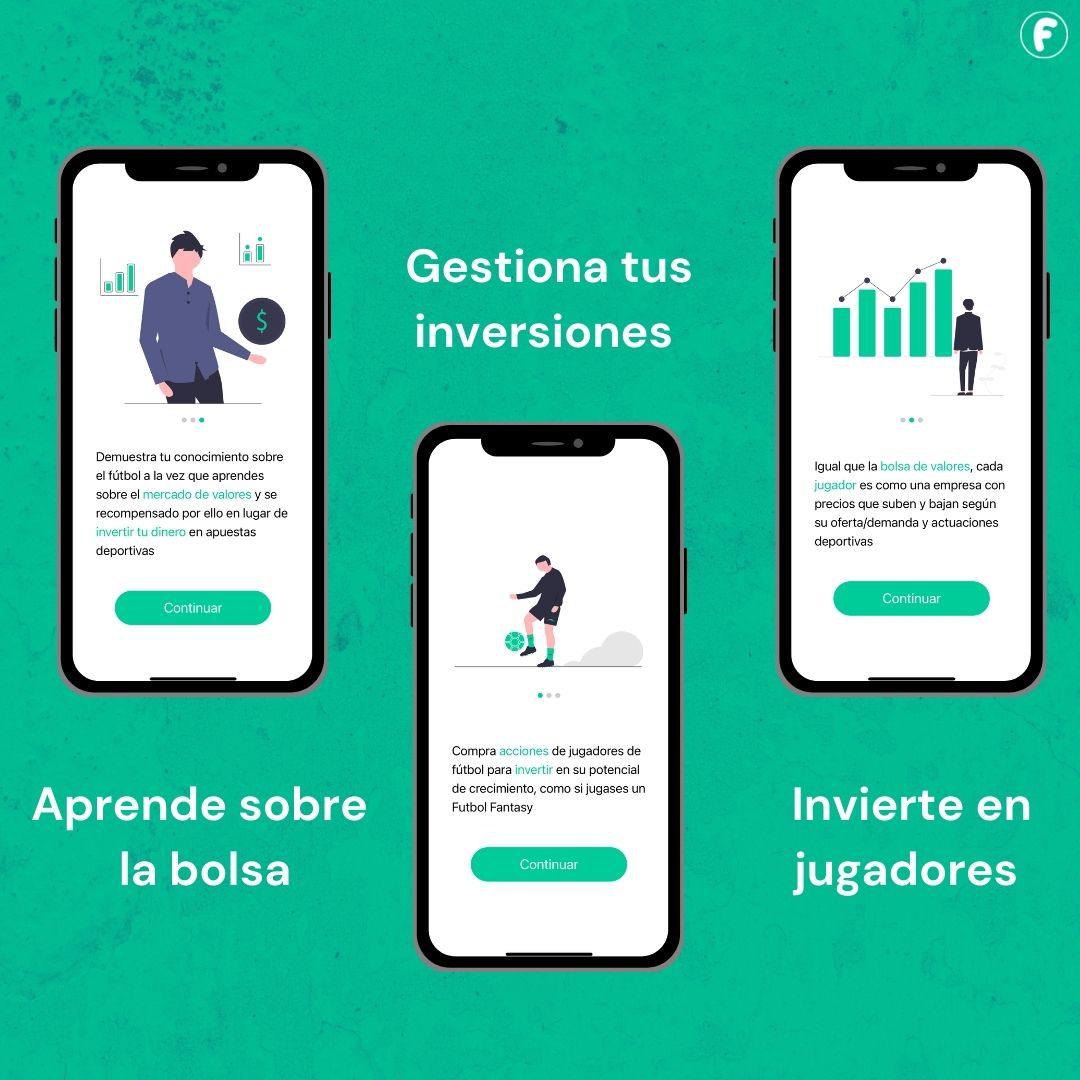 F
Gestiona tus
inversiones
$
Demuestra tu conocimiento sobre
el fútbol a la vez que aprendes
sobre el mercado de valores y se
recompensado por ello en lugar de
invertir tu dinero en apuestas
deportivas
Continuar
Aprende sobre
la bolsa
Compra acciones de jugadores de
fútbol para invertir en su potencial
de crecimiento, como si jugases un
Futbol Fantasy
Continuar
Igual que la bolsa de valores, cada
jugador es como una empresa con
precios que suben y bajan según
su oferta/demanda y actuaciones
deportivas
Continuar
Invierte en
jugadores